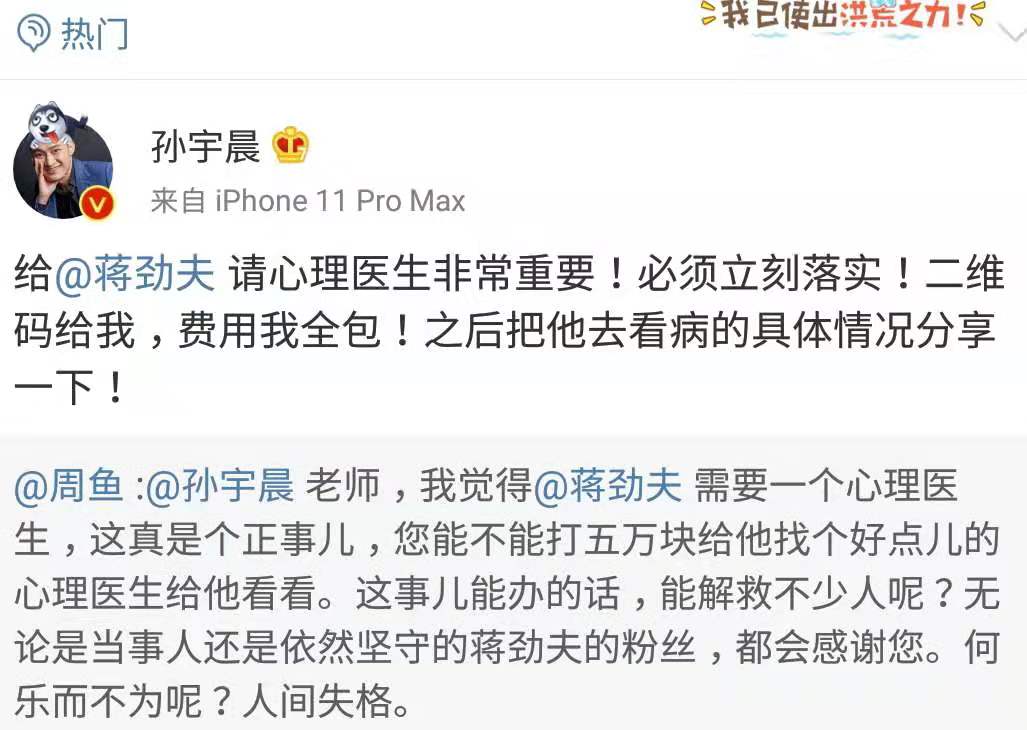 热门
我已使出洪荒之力!
孙宇晨
V
来自 iPhone 11 Pro Max
给@蒋劲夫 请心理医生非常重要！必须立刻落实！二维
码给我，费用我全包！之后把他去看病的具体情况分享
一下！
@周鱼 :@孙宇晨 老师，我觉得@蒋劲夫 需要一个心理医
生，这真是个正事儿，您能不能打五万块给他找个好点儿的
心理医生给他看看。这事儿能办的话，能解救不少人呢？无
论是当事人还是依然坚守的蒋劲夫的粉丝，都会感谢您。何
乐而不为呢？人间失格。